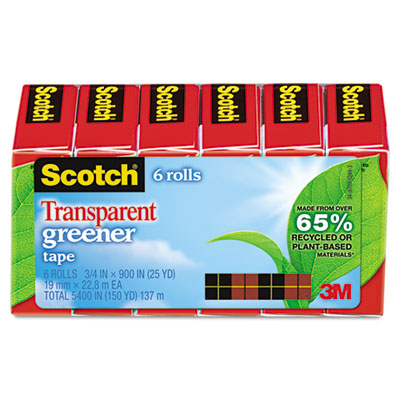 Scotch Scotch Scotch Scotch Scotch Scotch
Scotch 6 rolls
Transparent
greener
tape
6 ROLLS 3/4 IN × 900 IN (25 YD)
19 mm × 22,8 m EA
TOTAL 5400 IN (150 YD) 137 m
MADE FROM OVER
65%
RECYCLED OR
PLANT-BASED
MATERIALS*
3M